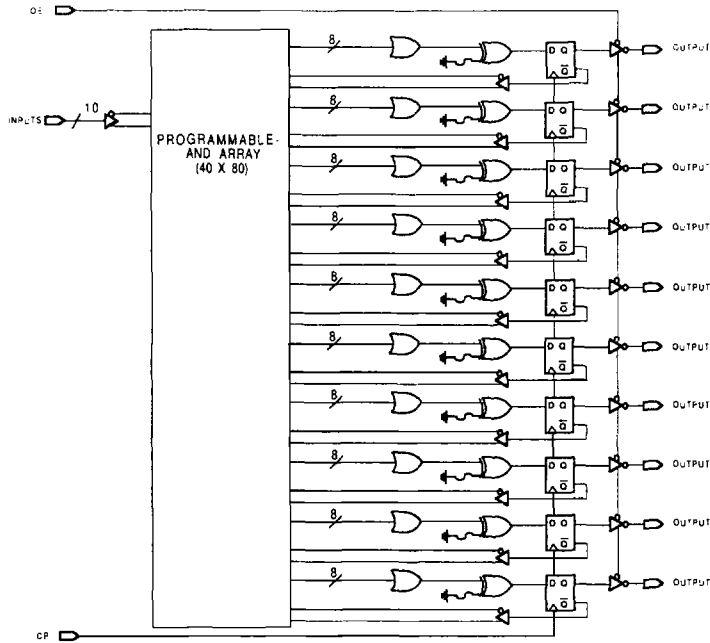 OE
8 D Q OUTPUT
Q
10
INPUTS
8 D Q OUTPUT
Q
PROGRAMMABLE-
AND ARRAY
(40 X 80)
8 D Q OUTPUT
Q
8 D Q OUTPUT
Q
8 D Q OUTPUT
Q
8 D Q OUTPUT
Q
8 D Q OUTPUT
Q
8 D Q OUTPUT
Q
8 D Q OUTPUT
Q
8 D Q OUTPUT
Q
CP